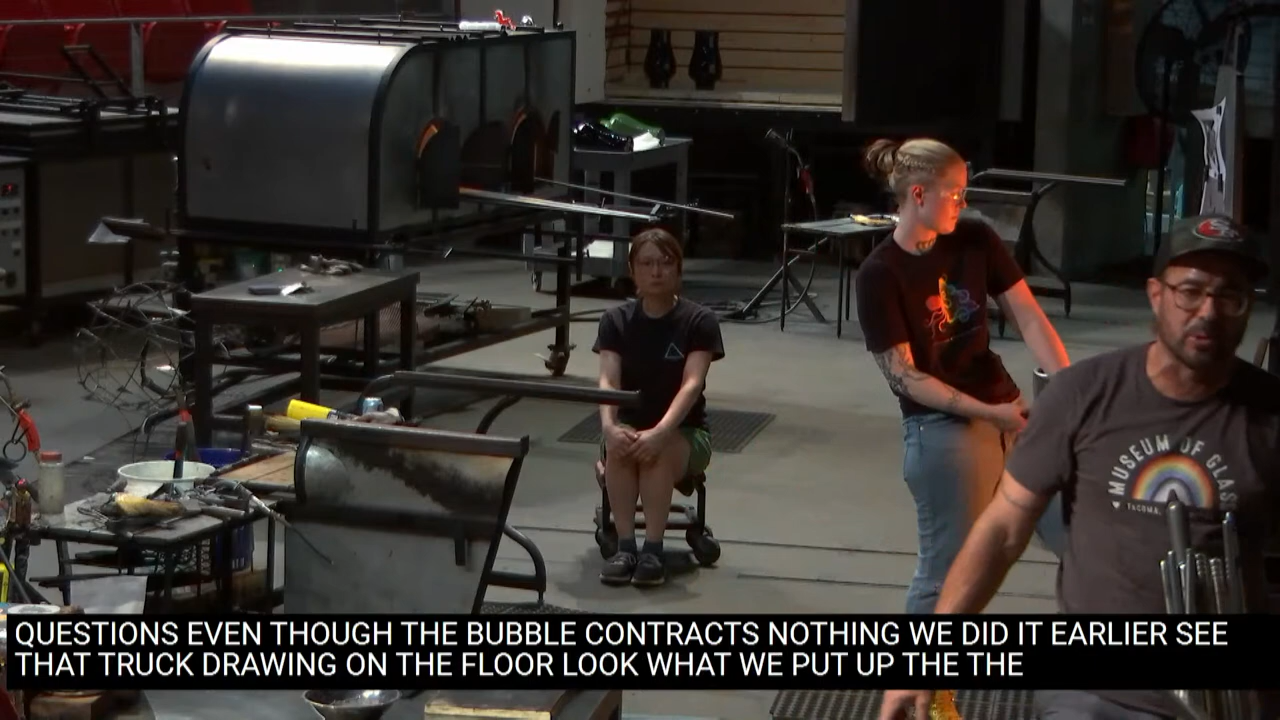 MUSEUM OF GLASS
TACOMA,
QUESTIONS EVEN THOUGH THE BUBBLE CONTRACTS NOTHING WE DID IT EARLIER SEE
THAT TRUCK DRAWING ON THE FLOOR LOOK WHAT WE PUT UP THE THE